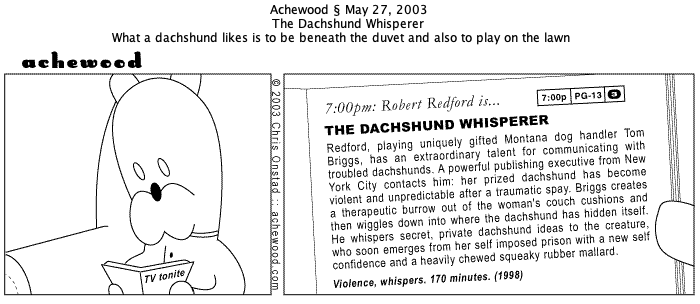 Achewood § May 27, 2003
The Dachshund Whisperer
What a dachshund likes is to be beneath the duvet and also to play on the lawn
achewood
TV tonite
© 2003 Chris Onstad :: achewood.com
7:00pm: Robert Redford is...
7:00p PG-13 3
THE DACHSHUND WHISPERER
Redford, playing uniquely gifted Montana dog handler Tom
Briggs, has an extraordinary talent for communicating with
troubled dachshunds. A powerful publishing executive from New
York City contacts him: her prized dachshund has become
violent and unpredictable after a traumatic spay. Briggs creates
a therapeutic burrow out of the woman's couch cushions and
then wiggles down into where the dachshund has hidden itself.
He whispers secret, private dachshund ideas to the creature,
who soon emerges from her self imposed prison with a new self
confidence and a heavily chewed squeaky rubber mallard.
Violence, whispers. 170 minutes. (1998)